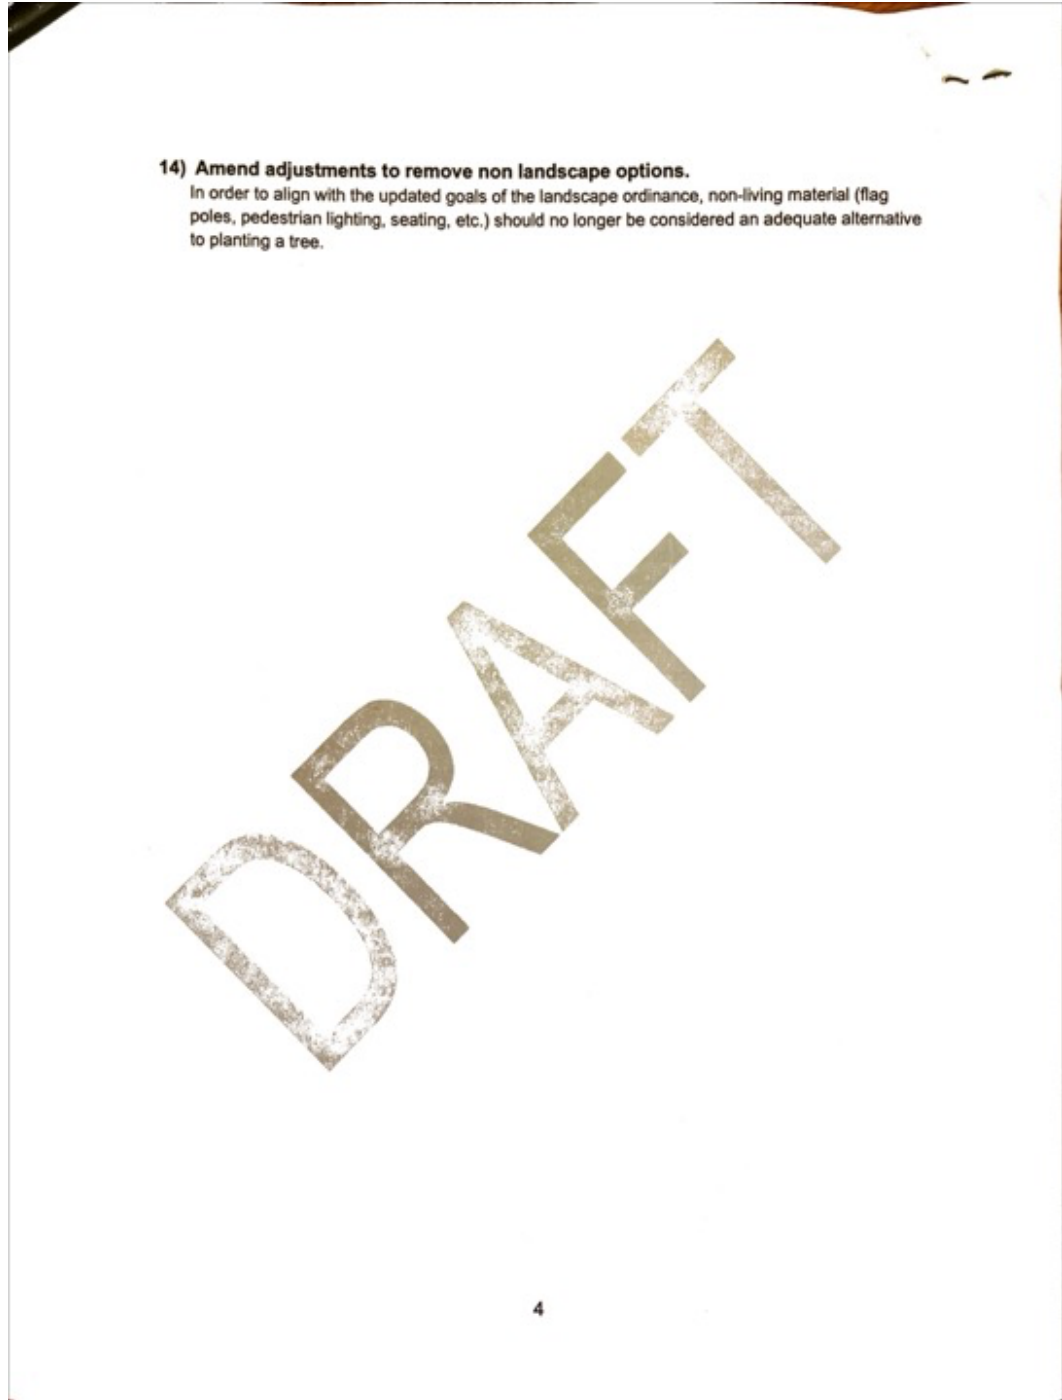 14) Amend adjustments to remove non landscape options.
In order to align with the updated goals of the landscape ordinance, non-living material (flag
poles, pedestrian lighting, seating, etc.) should no longer be considered an adequate alternative
to planting a tree.
DRAFT
4